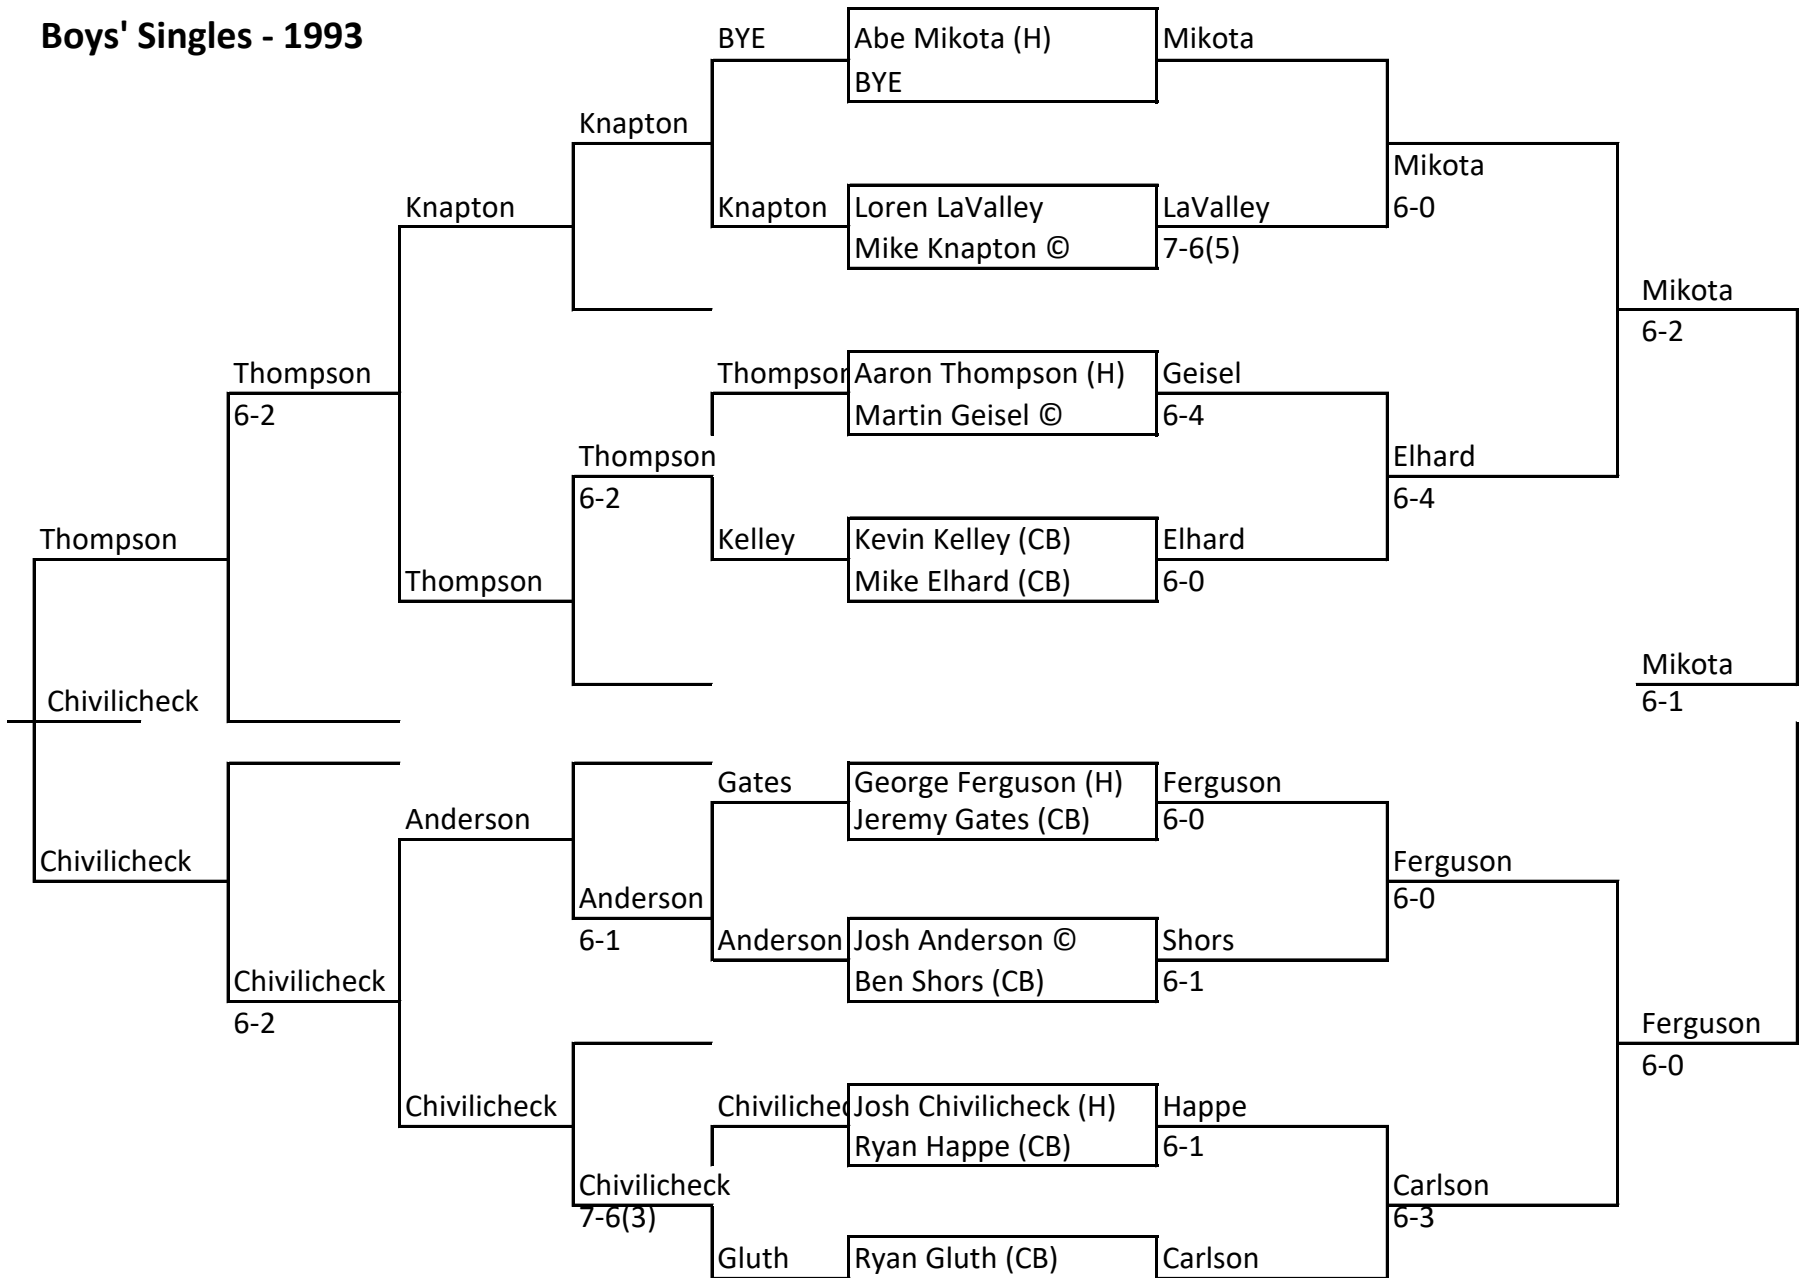 Boys' Singles - 1993
BYE
Abe Mikota (H)
Mikota
BYE
Knapton
Mikota
6-0
Knapton
Knapton
Loren LaValley
LaValley
Mike Knapton ©
7-6(5)
Mikota
6-2
Thompson
6-2
Thompson
Aaron Thompson (H)
Geisel
Martin Geisel ©
6-4
Thompson
6-2
Elhard
6-4
Thompson
Kelley
Kevin Kelley (CB)
Elhard
Thompson
Mike Elhard (CB)
6-0
Mikota
6-1
Chivilicheck
Gates
George Ferguson (H)
Ferguson
Anderson
Jeremy Gates (CB)
6-0
Chivilicheck
Ferguson
6-0
Anderson
6-1
Anderson
Josh Anderson ©
Shors
Chivilicheck
6-2
Ben Shors (CB)
6-1
Ferguson
6-0
Chivilicheck
Chivilichec
Josh Chivilicheck (H)
Happe
Ryan Happe (CB)
6-1
Chivilicheck
7-6(3)
Carlson
6-3
Gluth
Ryan Gluth (CB)
Carlson